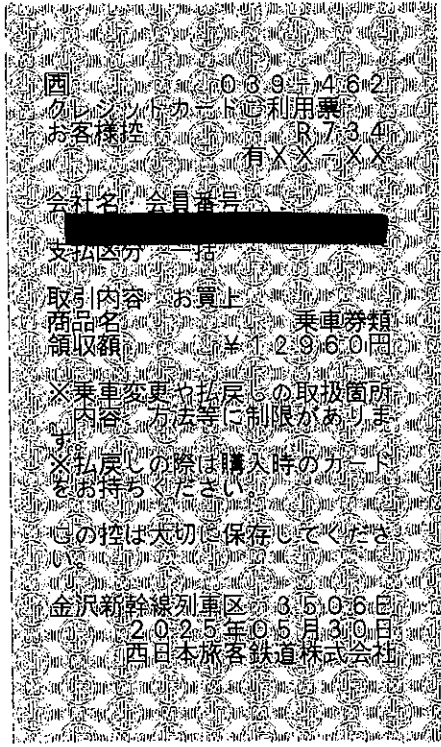 西 039-462
クレジットカードご利用票
お客様控 R734
有XX-XX
会社名・会員番号
支払区分 一括
取引内容 お買上
商品名 乗車券類
領収額 ¥12960円
※乗車変更や払戻しの取扱箇所
、内容、方法等に制限がありま
す。
※払戻しの際は購入時のカード
をお持ちください。
この控は大切に保存してくださ
い。
金沢新幹線列車区 3506E
2025年05月30日
西日本旅客鉄道株式会社